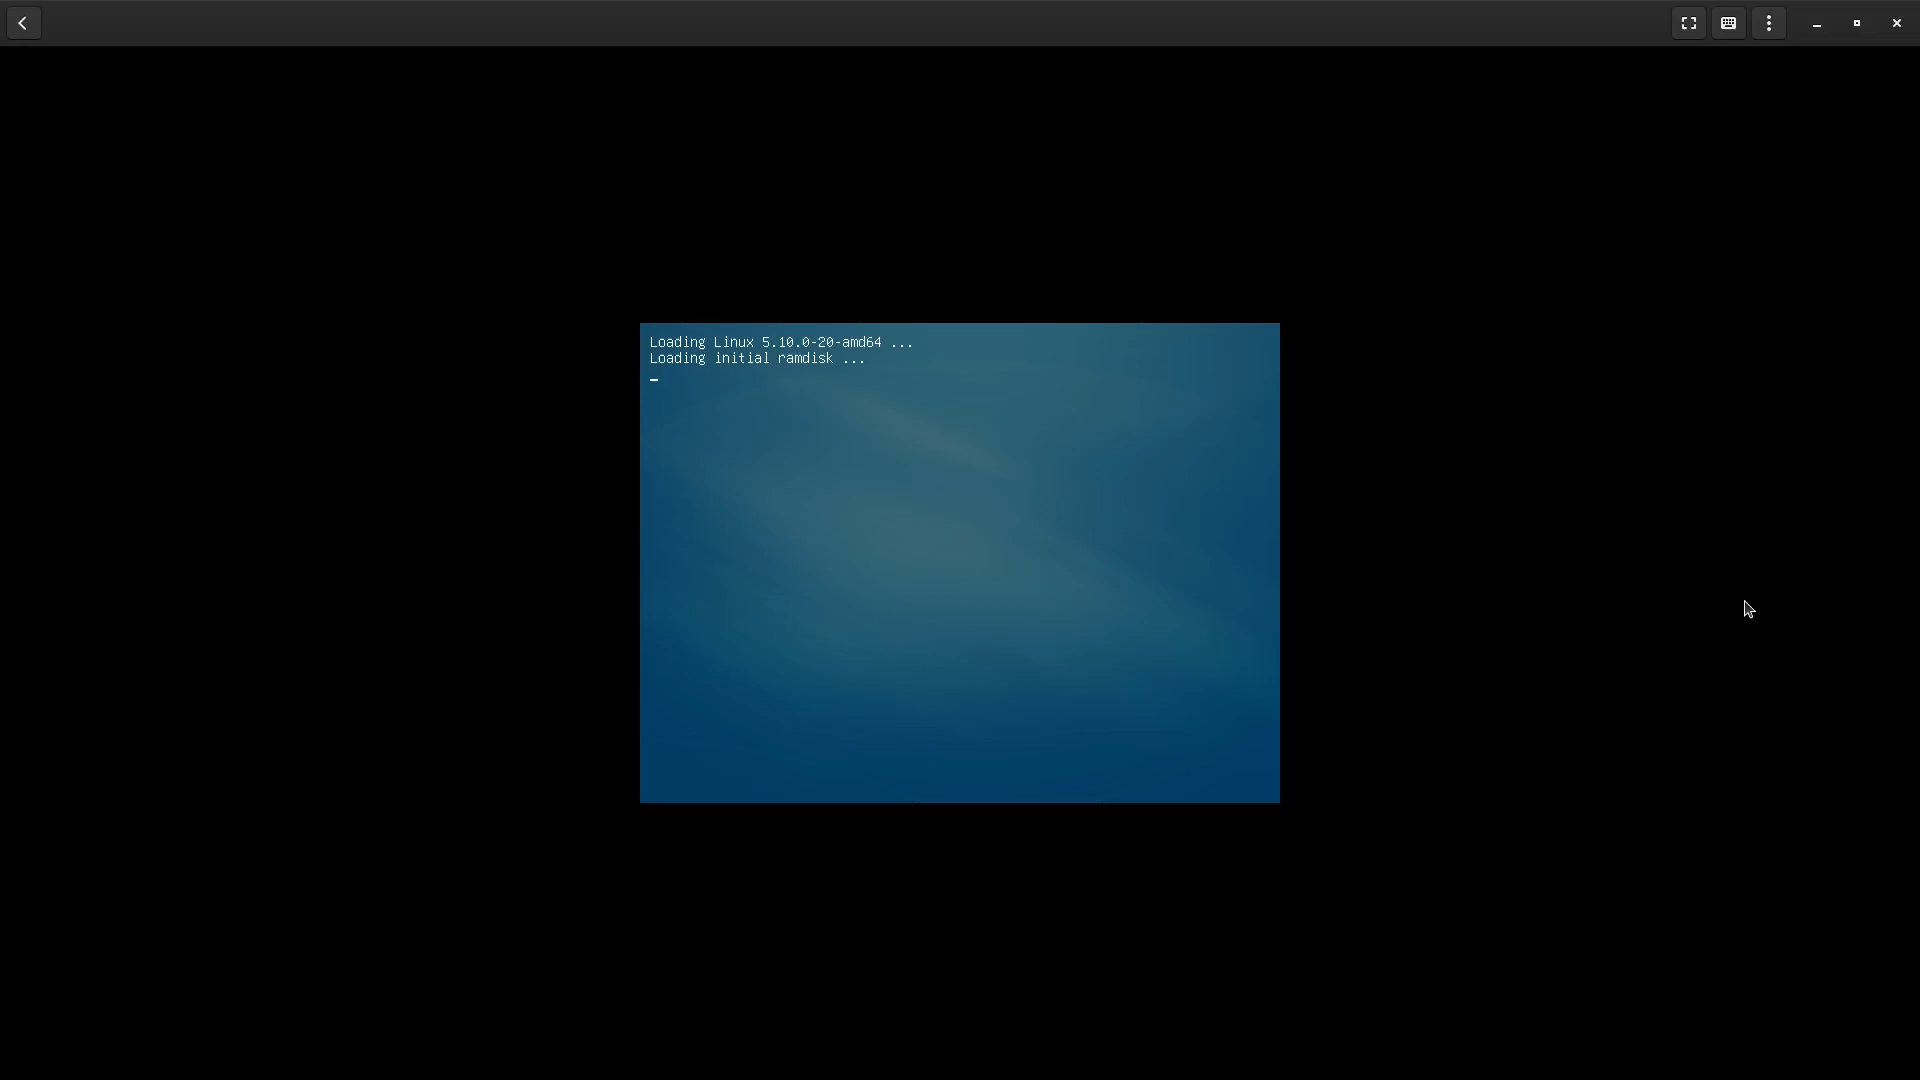 Loading Linux 5.10.0-20-amd64 ...
Loading initial ramdisk ...